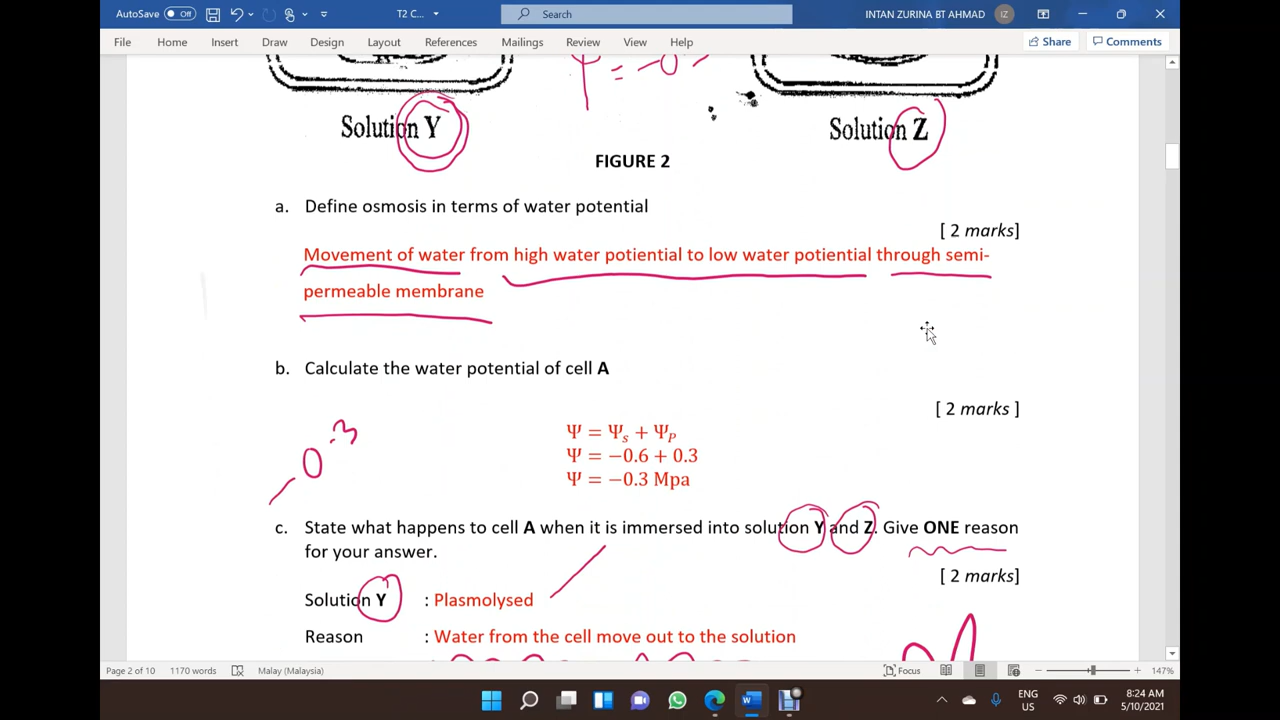 AutoSave Off T2 C... Search INTAN ZURINA BT AHMAD IZ
File Home Insert Draw Design Layout References Mailings Review View Help Share Comments
Ψ = -0
Solution Y
Solution Z
FIGURE 2
a. Define osmosis in terms of water potential
[ 2 marks]
Movement of water from high water potiential to low water potiential through semi-
permeable membrane
b. Calculate the water potential of cell A
[ 2 marks ]
-0.3
Ψ = Ψs + ΨP
Ψ = −0.6 + 0.3
Ψ = −0.3 Mpa
c. State what happens to cell A when it is immersed into solution Y and Z. Give ONE reason
for your answer.
[ 2 marks]
Solution Y : Plasmolysed
Reason : Water from the cell move out to the solution
Page 2 of 10 1170 words Malay (Malaysia) Focus 147%
ENG
US
8:24 AM
5/10/2021